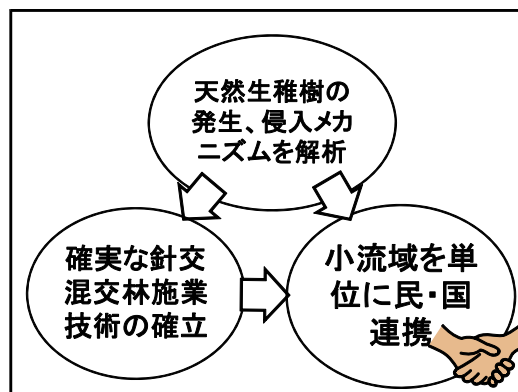 天然生稚樹の
発生、侵入メカ
ニズムを解析
確実な針交
混交林施業
技術の確立
小流域を単
位に民・国
連携